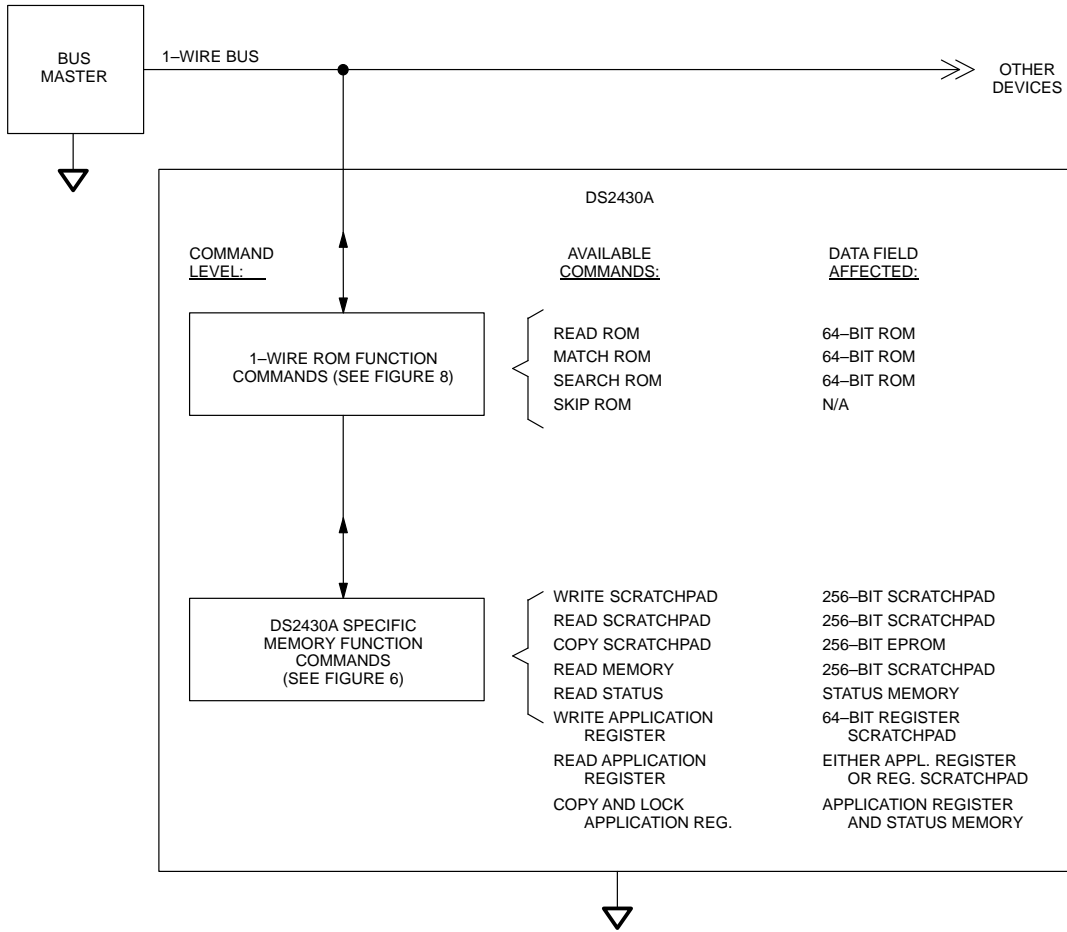 BUS
MASTER
1–WIRE BUS
OTHER
DEVICES
DS2430A
COMMAND
LEVEL:
AVAILABLE
COMMANDS:
DATA FIELD
AFFECTED:
1–WIRE ROM FUNCTION
COMMANDS (SEE FIGURE 8)
READ ROM 64–BIT ROM
MATCH ROM 64–BIT ROM
SEARCH ROM 64–BIT ROM
SKIP ROM N/A
DS2430A SPECIFIC
MEMORY FUNCTION
COMMANDS
(SEE FIGURE 6)
WRITE SCRATCHPAD 256–BIT SCRATCHPAD
READ SCRATCHPAD 256–BIT SCRATCHPAD
COPY SCRATCHPAD 256–BIT EPROM
READ MEMORY 256–BIT SCRATCHPAD
READ STATUS STATUS MEMORY
WRITE APPLICATION 64–BIT REGISTER
REGISTER SCRATCHPAD
READ APPLICATION EITHER APPL. REGISTER
REGISTER OR REG. SCRATCHPAD
COPY AND LOCK APPLICATION REGISTER
APPLICATION REG. AND STATUS MEMORY